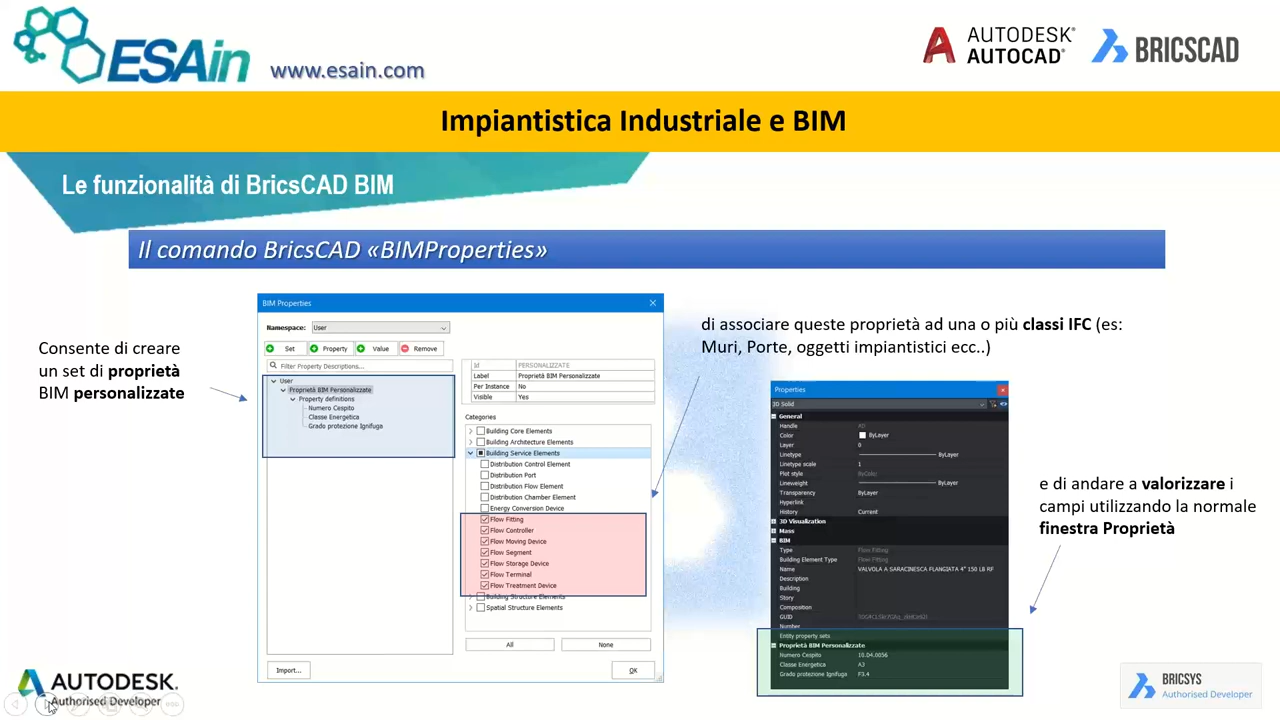 ESAin
www.esain.com
AUTODESK®
AUTOCAD®
BRICSCAD
Impiantistica Industriale e BIM
Le funzionalità di BricsCAD BIM
Il comando BricsCAD «BIMProperties»
Consente di creare
un set di proprietà
BIM personalizzate
BIM Properties
Namespace: User
Set Property Value Remove
Filter Property Descriptions...
User
Proprietà BIM Personalizzate
Property definitions
Numero Cespito
Classe Energetica
Grado protezione Ignifuga
Id PERSONALIZZATE
Label Proprietà BIM Personalizzate
Per Instance No
Visible Yes
Categories
Building Core Elements
Building Architecture Elements
Building Service Elements
Distribution Control Element
Distribution Port
Distribution Flow Element
Distribution Chamber Element
Energy Conversion Device
Flow Fitting
Flow Controller
Flow Moving Device
Flow Segment
Flow Storage Device
Flow Terminal
Flow Treatment Device
Building Structure Elements
Spatial Structure Elements
All None
Import... OK
di associare queste proprietà ad una o più classi IFC (es:
Muri, Porte, oggetti impiantistici ecc..)
Properties
3D Solid
General
Handle
Color ByLayer
Layer 0
Linetype ByLayer
Linetype scale 1
Plot style ByColor
Lineweight ByLayer
Transparency ByLayer
Hyperlink
History Current
3D Visualization
Mass
BIM
Type Flow Fitting
Building Element Type Flow Fitting
Name VALVOLA A SARACINESCA FLANGIATA 4" 150 LB RF
Description
Building
Story
Composition
GUID
Number
Entity property sets
Proprietà BIM Personalizzate
Numero Cespito 10.04.0056
Classe Energetica A3
Grado protezione Ignifuga F3.4
e di andare a valorizzare i
campi utilizzando la normale
finestra Proprietà
AUTODESK.
Authorised Developer
BRICSYS
Authorised Developer